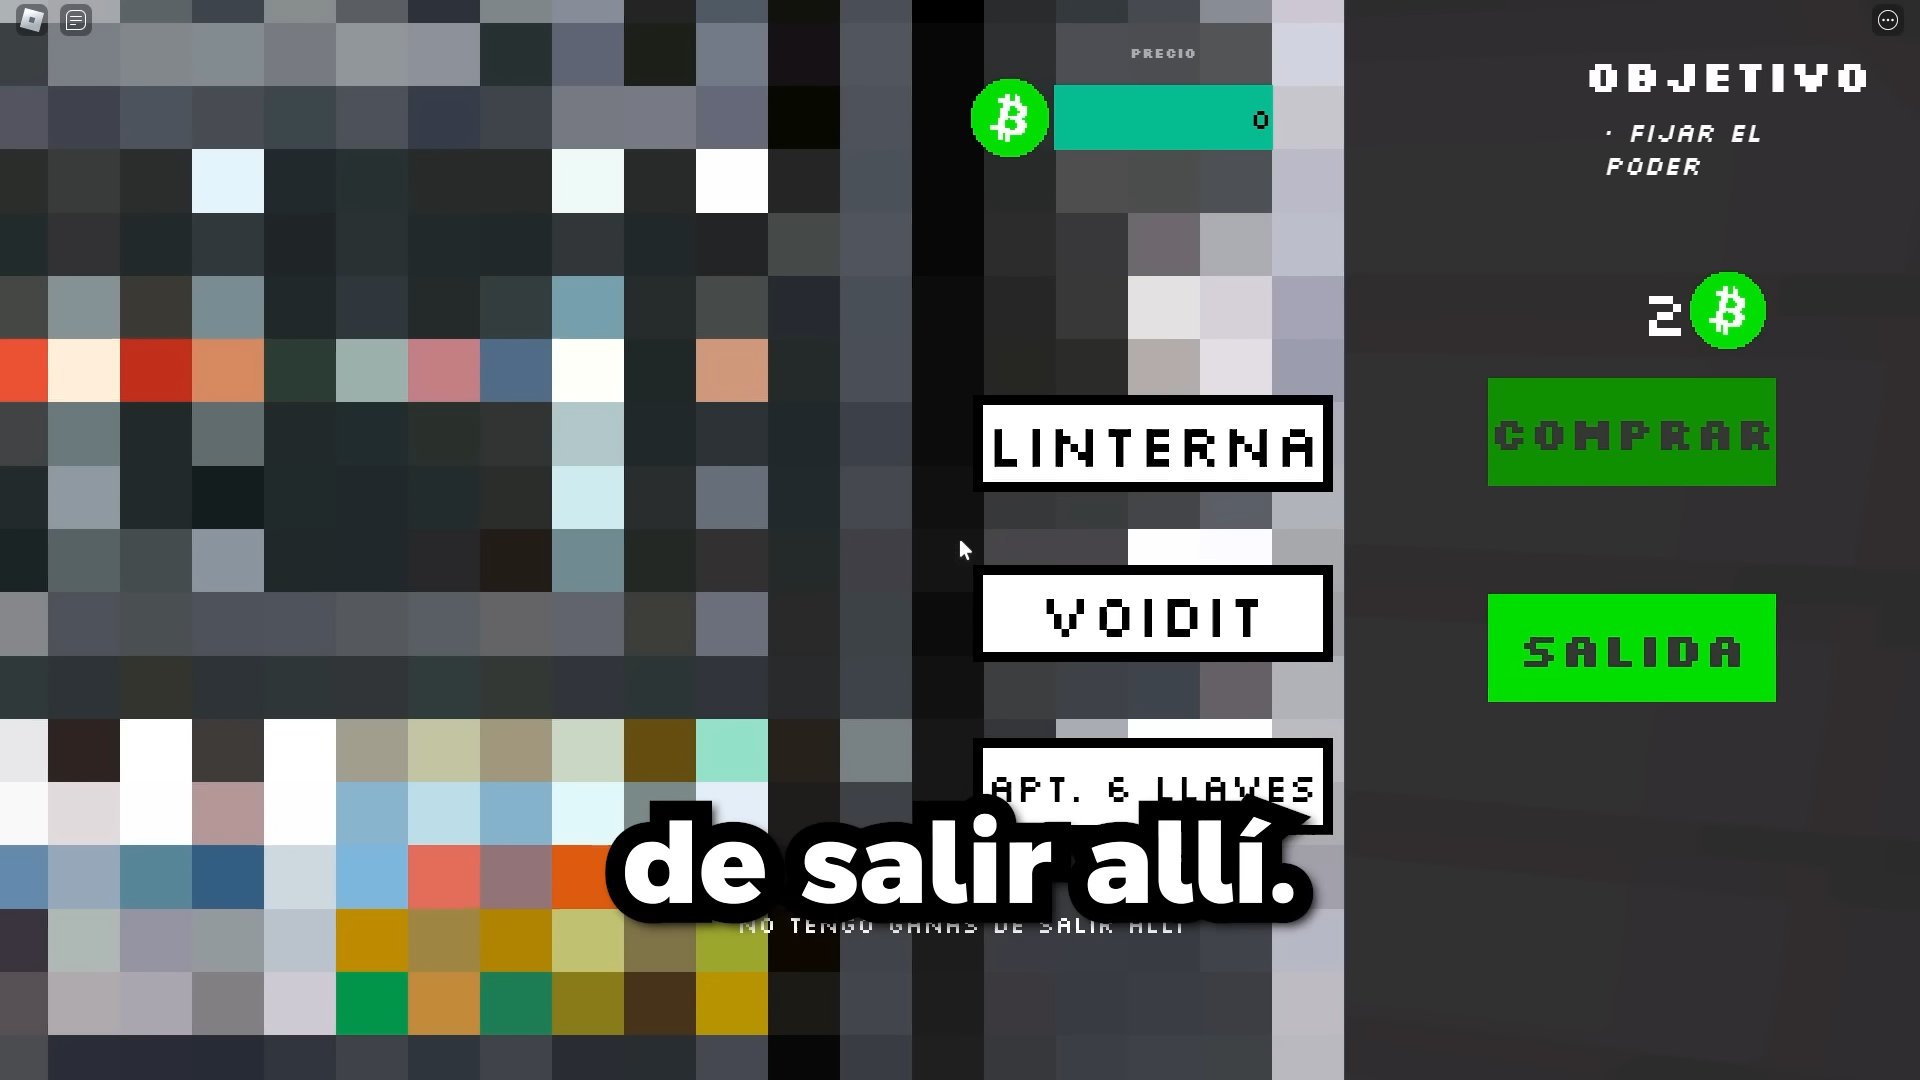 PRECIO
0
OBJETIVO
· FIJAR EL
PODER
2
LINTERNA
COMPRAR
VOIDIT
SALIDA
APT. 6 LLAVES
de salir allí.
NO TENGO GANAS DE SALIR ALLÍ